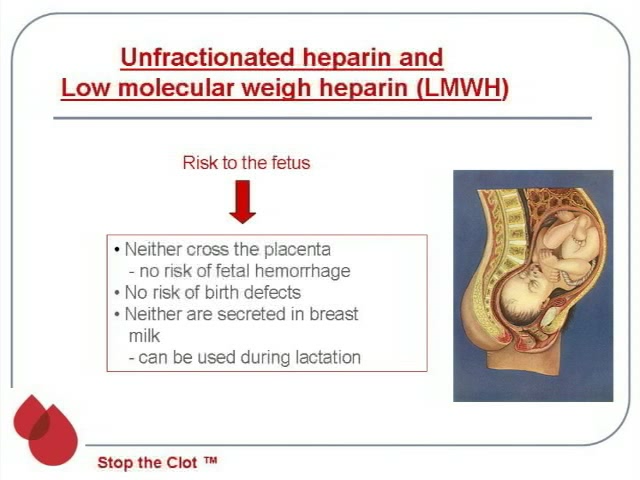 Unfractionated heparin and
Low molecular weigh heparin (LMWH)
Risk to the fetus
• Neither cross the placenta
- no risk of fetal hemorrhage
• No risk of birth defects
• Neither are secreted in breast
milk
- can be used during lactation
Stop the Clot ™